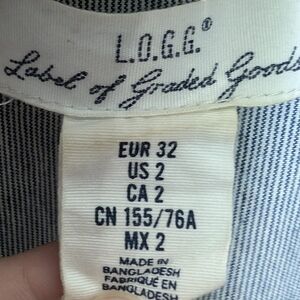 L.O.G.G.®
Label of Graded Goods
EUR 32
US 2
CA 2
CN 155/76A
MX 2
MADE IN
BANGLADESH
FABRIQUÉ EN
BANGLADESH